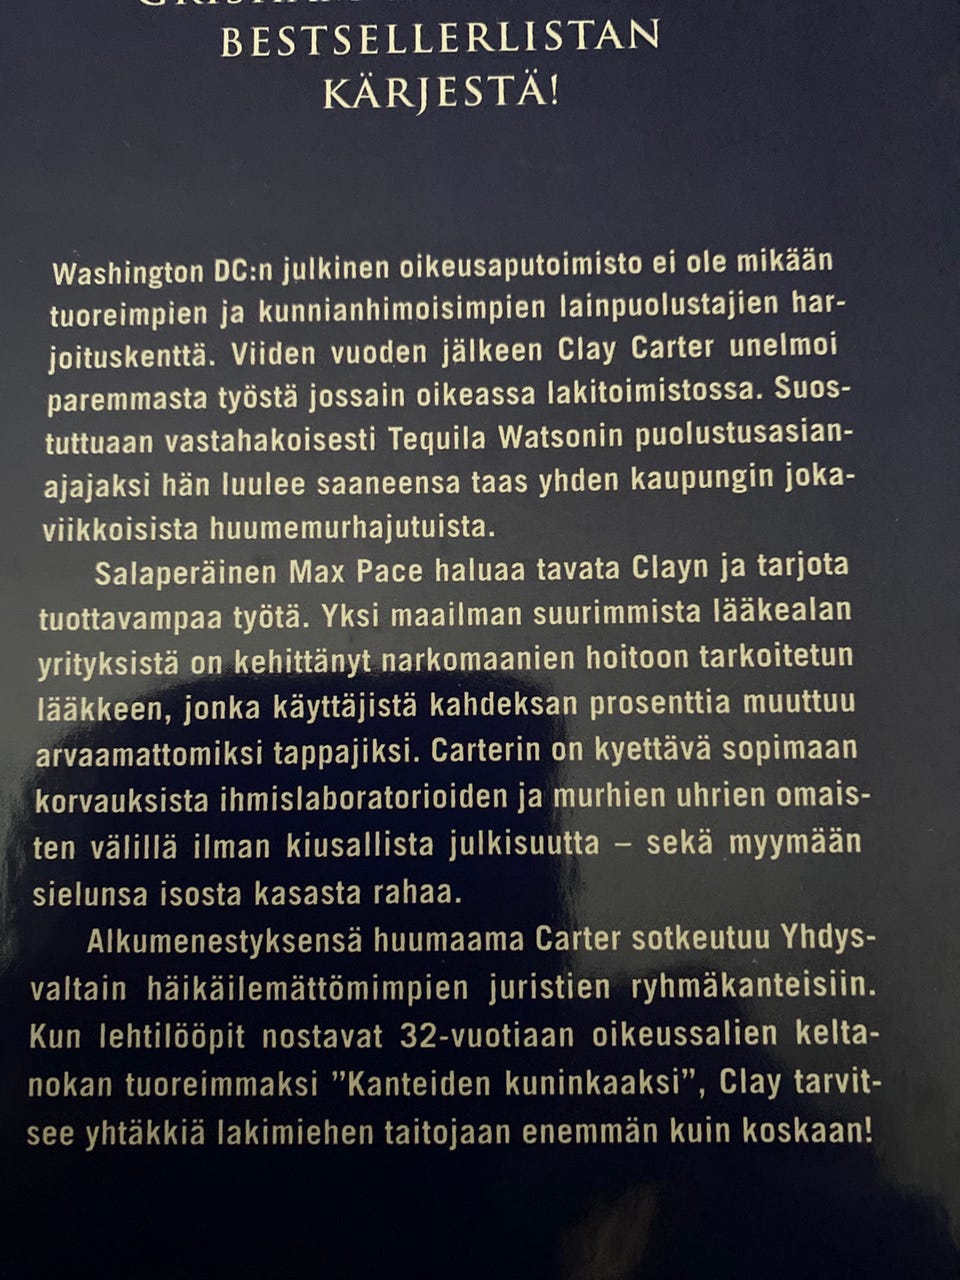 BESTSELLERLISTAN
KÄRJESTÄ!
Washington DC:n julkinen oikeusaputoimisto ei ole mikään
tuoreimpien ja kunnianhimoisimpien lainpuolustajien har-
joituskenttä. Viiden vuoden jälkeen Clay Carter unelmoi
paremmasta työstä jossain oikeassa lakitoimistossa. Suos-
tuttuaan vastahakoisesti Tequila Watsonin puolustusasian-
ajajaksi hän luulee saaneensa taas yhden kaupungin joka-
viikkoisista huumemurhajutuista.
Salaperäinen Max Pace haluaa tavata Clayn ja tarjota
tuottavampaa työtä. Yksi maailman suurimmista lääkealan
yrityksistä on kehittänyt narkomaanien hoitoon tarkoitetun
lääkkeen, jonka käyttäjistä kahdeksan prosenttia muuttuu
arvaamattomiksi tappajiksi. Carterin on kyettävä sopimaan
korvauksista ihmislaboratorioiden ja murhien uhrien omais-
ten välillä ilman kiusallista julkisuutta – sekä myymään
sielunsa isosta kasasta rahaa.
Alkumenestyksensä huumaama Carter sotkeutuu Yhdys-
valtain häikäilemättömimpien juristien ryhmäkanteisiin.
Kun lehtilööpit nostavat 32-vuotiaan oikeussalien kelta-
nokan tuoreimmaksi ”Kanteiden kuninkaaksi”, Clay tarvit-
see yhtäkkiä lakimiehen taitojaan enemmän kuin koskaan!